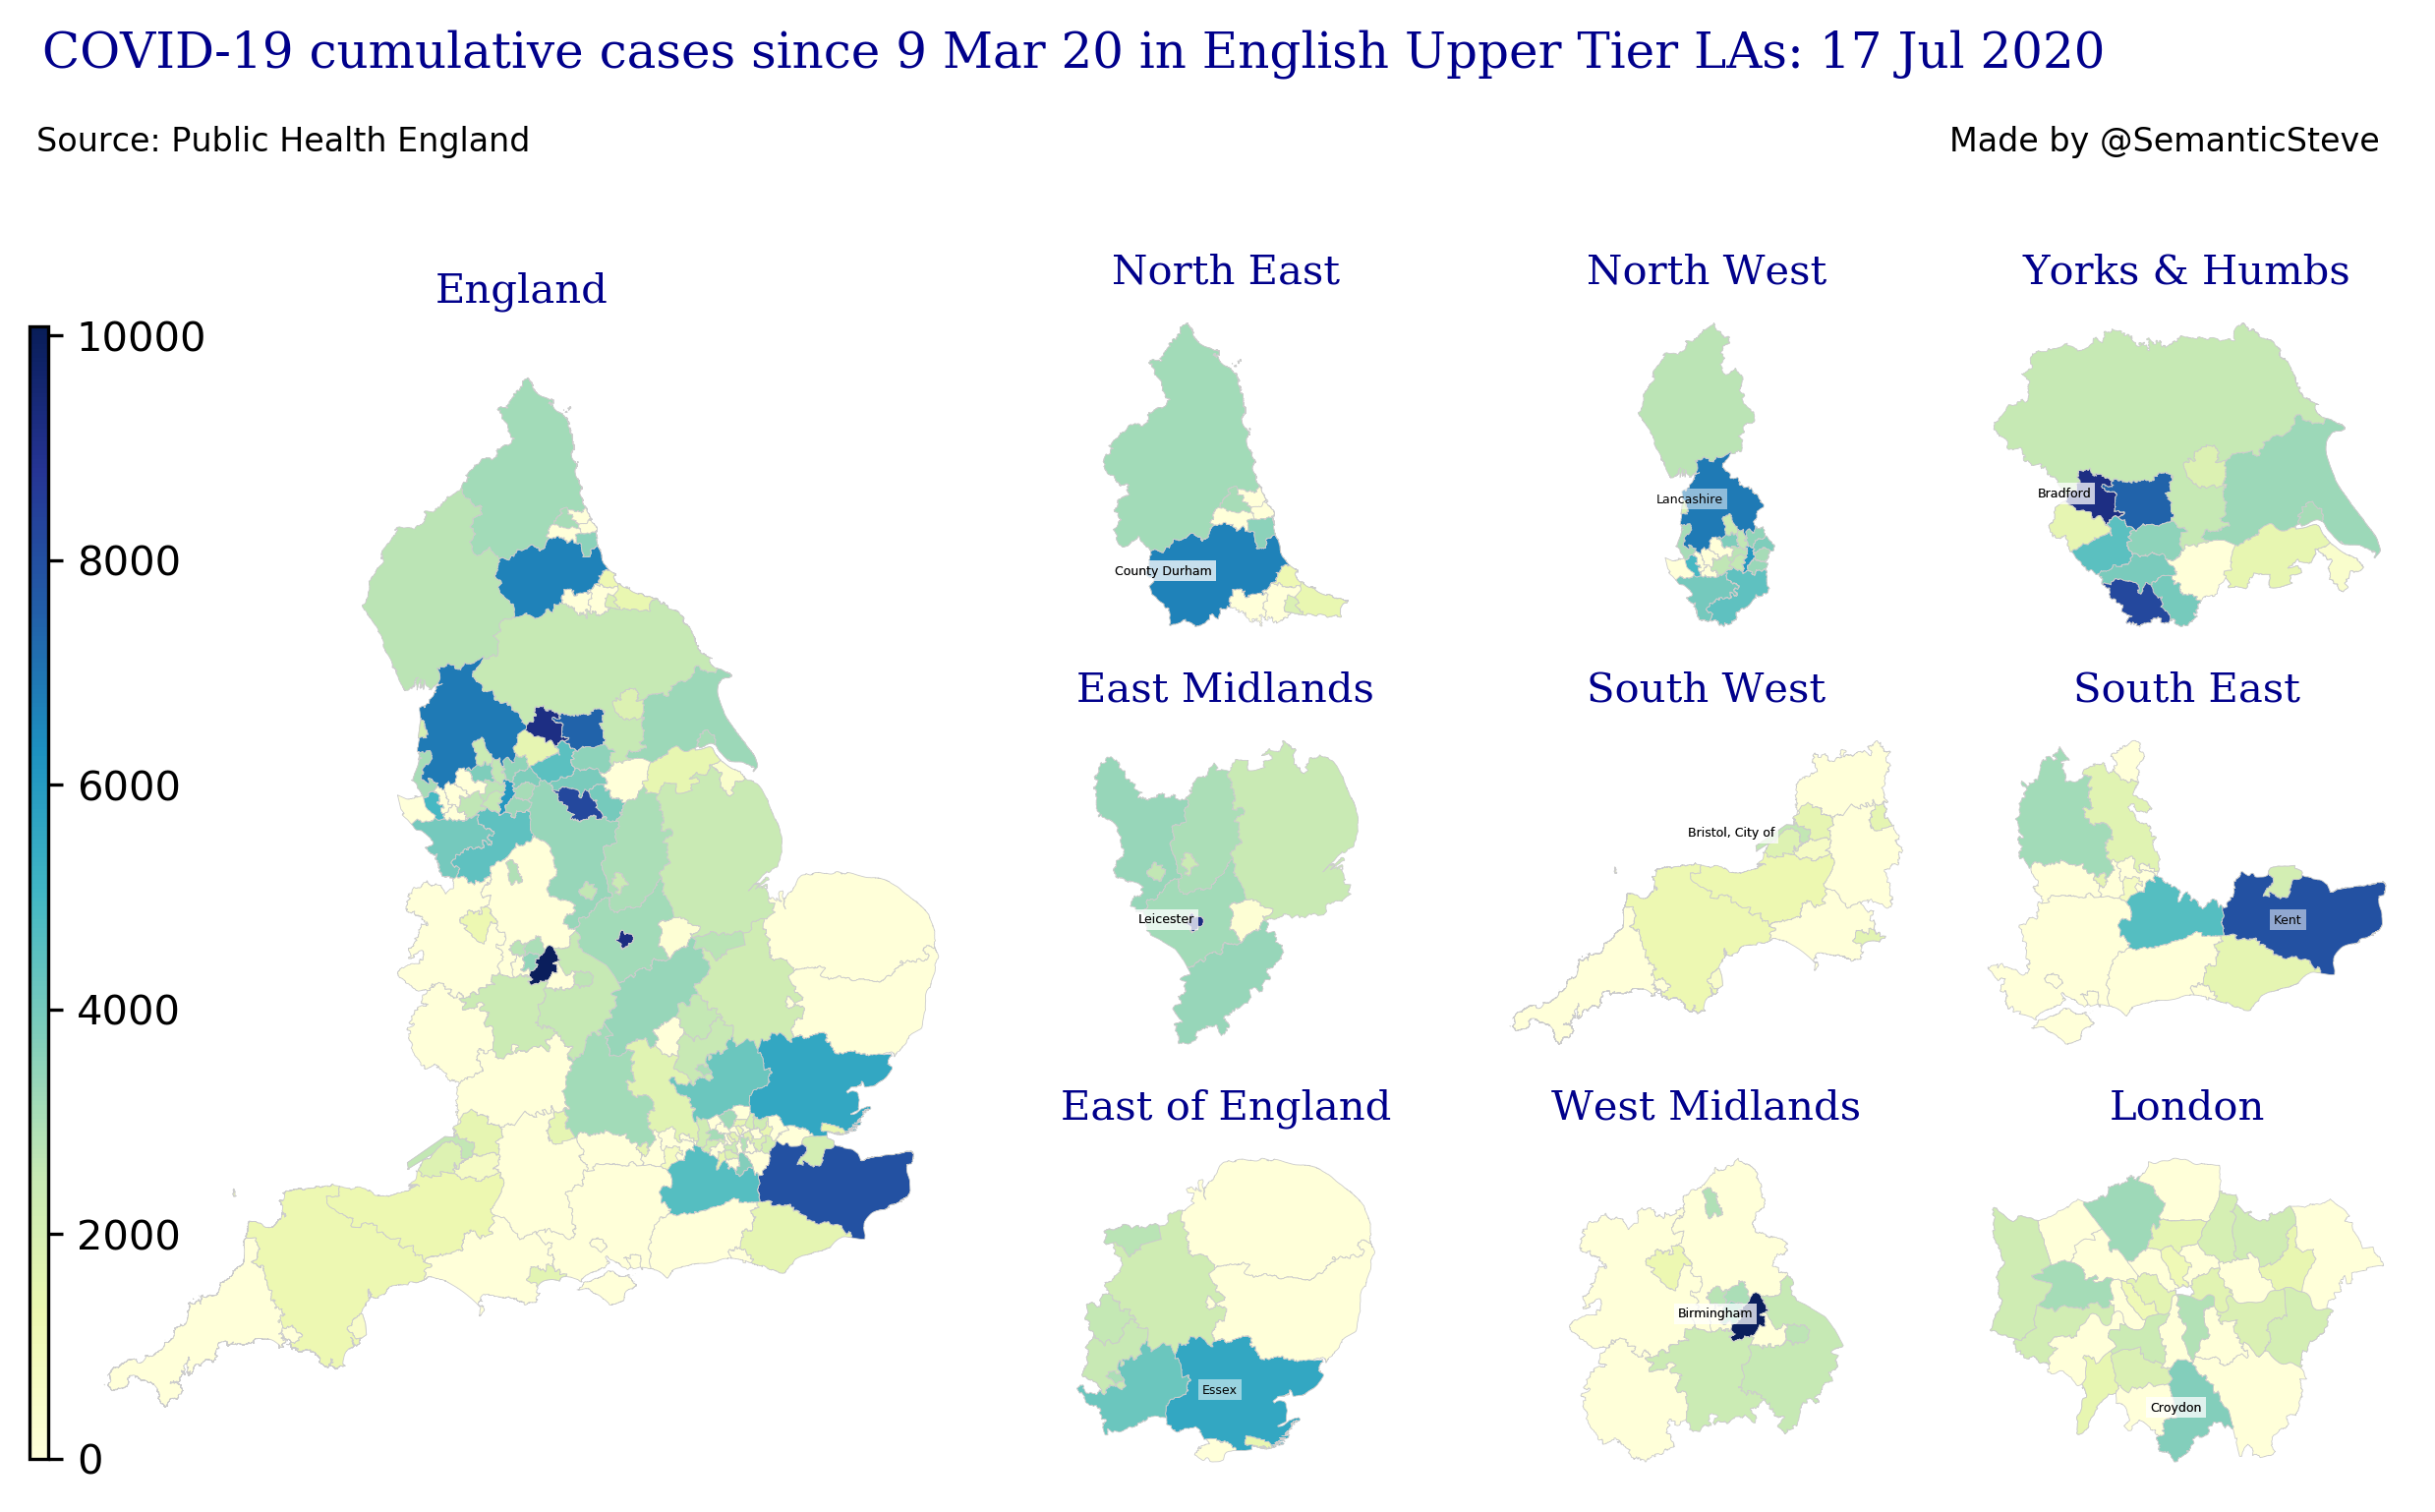 COVID-19 cumulative cases since 9 Mar 20 in English Upper Tier LAs: 17 Jul 2020
Source: Public Health England
Made by @SemanticSteve
England
10000
8000
6000
4000
2000
0
North East
County Durham
North West
Lancashire
Yorks & Humbs
Bradford
East Midlands
Leicester
South West
Bristol, City of
South East
Kent
East of England
Essex
West Midlands
Birmingham
London
Croydon